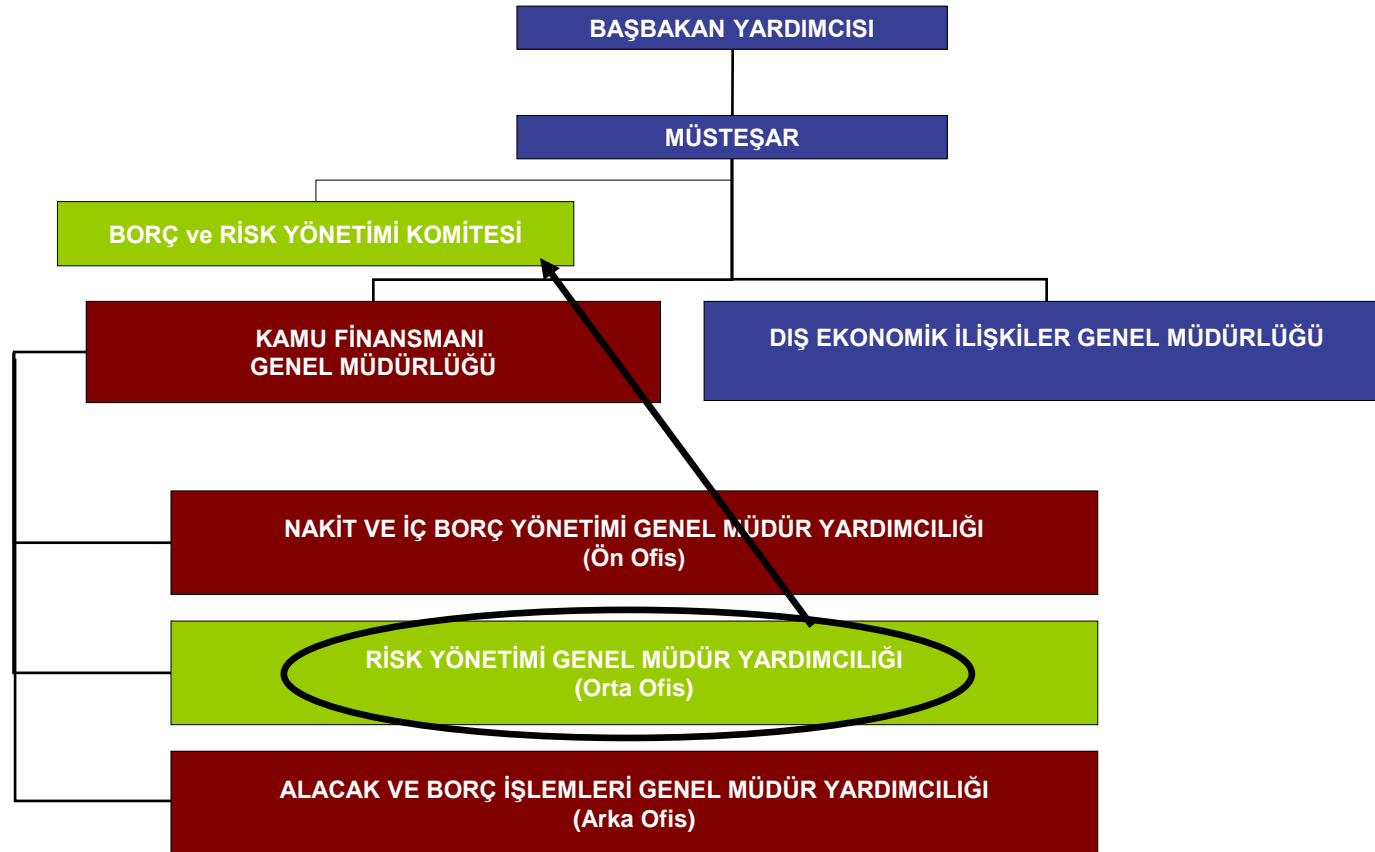 BAŞBAKAN YARDIMCISI
MÜSTEŞAR
BORÇ ve RİSK YÖNETİMİ KOMİTESİ
KAMU FİNANSMANI
GENEL MÜDÜRLÜĞÜ
DIŞ EKONOMİK İLİŞKİLER GENEL MÜDÜRLÜĞÜ
NAKİT VE İÇ BORÇ YÖNETİMİ GENEL MÜDÜR YARDIMCILIĞI
(Ön Ofis)
RİSK YÖNETİMİ GENEL MÜDÜR YARDIMCILIĞI
(Orta Ofis)
ALACAK VE BORÇ İŞLEMLERİ GENEL MÜDÜR YARDIMCILIĞI
(Arka Ofis)